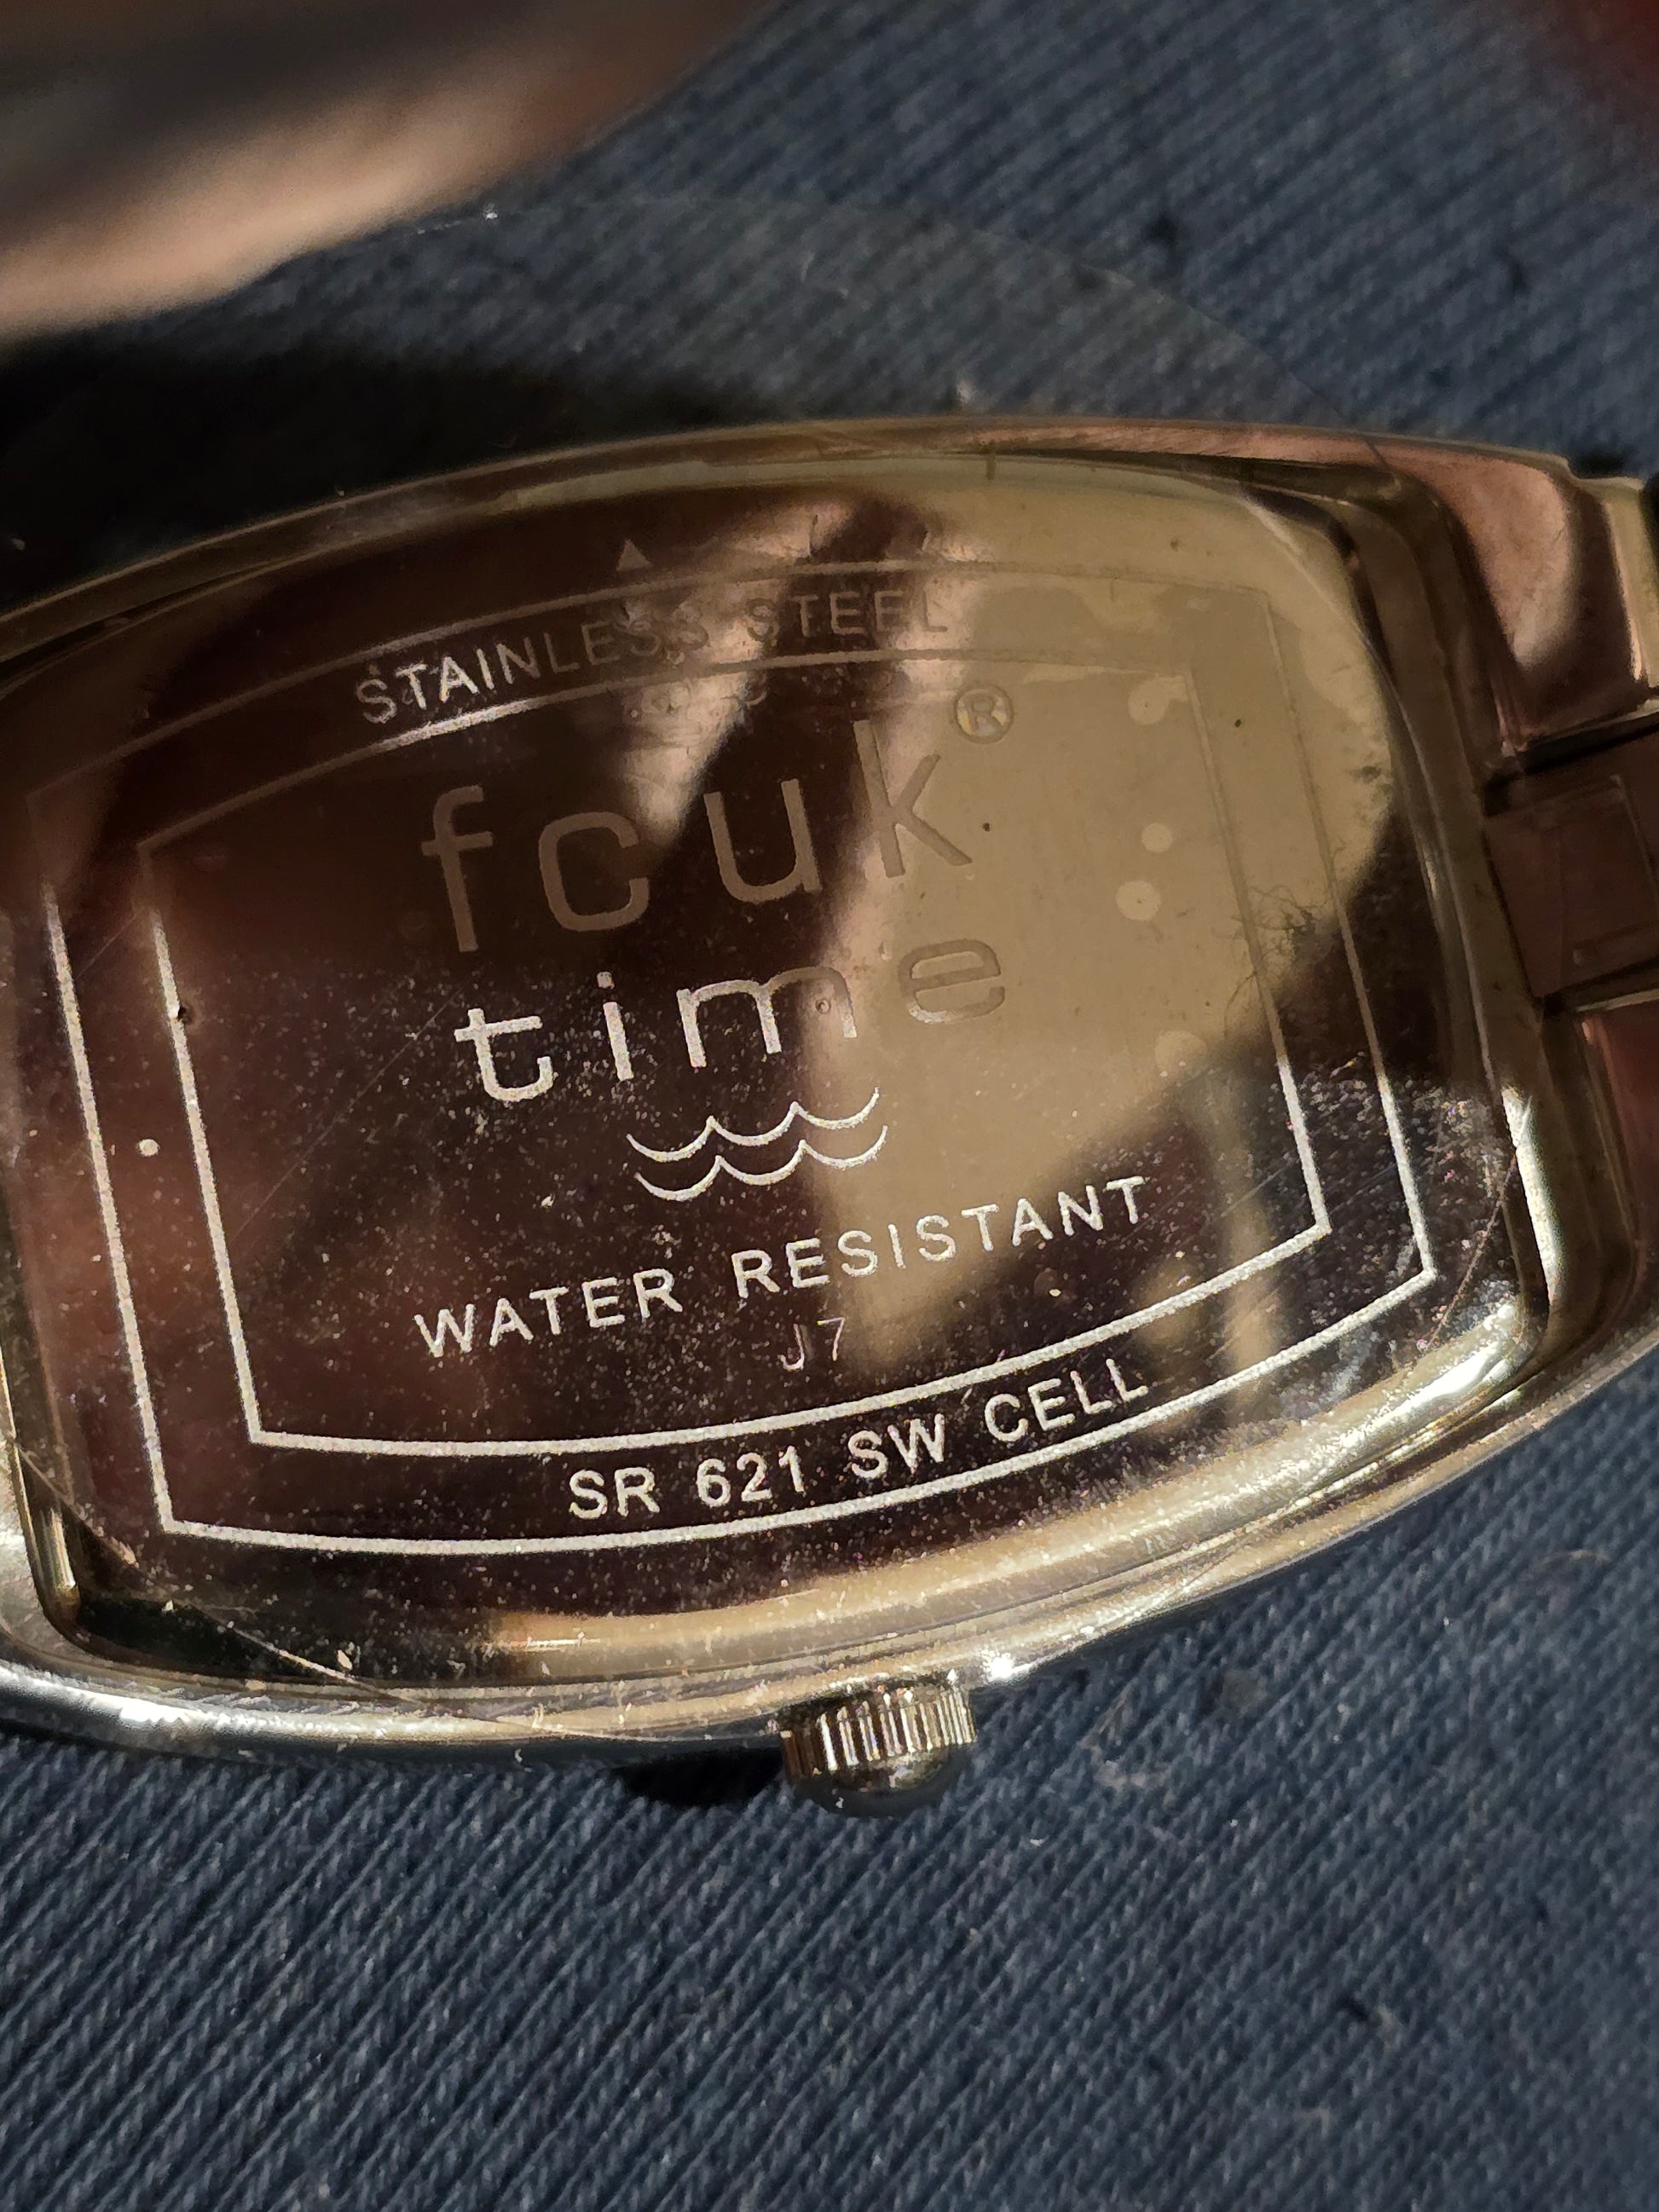 STAINLESS STEEL
fcuk®
time
WATER RESISTANT
J7
SR 621 SW CELL